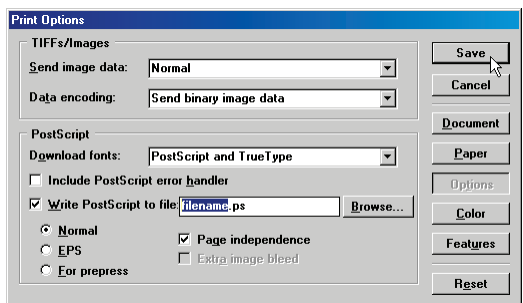 Print Options
TIFFs/Images
Send image data: Normal
Data encoding: Send binary image data
PostScript
Download fonts: PostScript and TrueType
Include PostScript error handler
Write PostScript to file: filename.ps Browse...
Normal
EPS
For prepress
Page independence
Extra image bleed
Save
Cancel
Document
Paper
Options
Color
Features
Reset